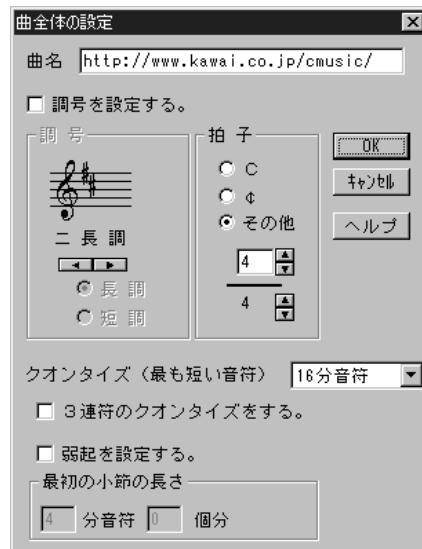 曲全体の設定
曲名 http://www.kawai.co.jp/cmusic/
調号を設定する。
調号
ニ長調
長調
短調
拍子
C
¢
その他
4
4
OK
キャンセル
ヘルプ
クオンタイズ（最も短い音符） 16分音符
３連符のクオンタイズをする。
弱起を設定する。
最初の小節の長さ
4 分音符 0 個分